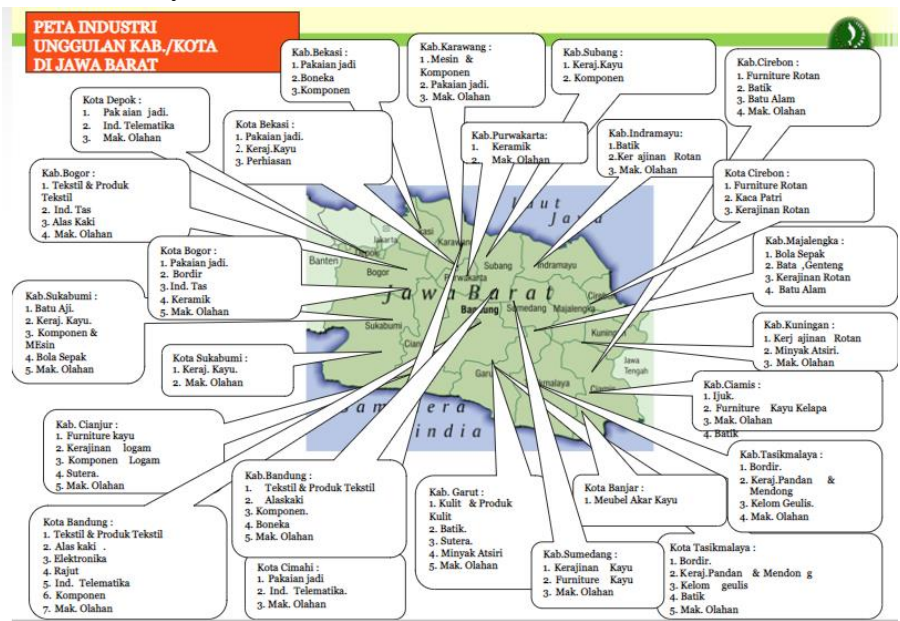 PETA INDUSTRI
UNGGULAN KAB./KOTA
DI JAWA BARAT
Kab.Bekasi :
1. Pakaian jadi
2. Boneka
3.Komponen
Kab.Karawang :
1 .Mesin & Komponen
2. Pakaian jadi.
3. Mak. Olahan
Kab.Subang :
1. Keraj.Kayu
2. Komponen
Kab.Cirebon :
1. Furniture Rotan
2. Batik
3. Batu Alam
4. Mak. Olahan
Kota Depok :
1. Pak aian jadi.
2. Ind. Telematika
3. Mak. Olahan
Kota Bekasi :
1. Pakaian jadi.
2. Keraj.Kayu
3. Perhiasan
Kab.Purwakarta:
1. Keramik
2. Mak. Olahan
Kab.Indramayu:
1.Batik
2.Ker ajinan Rotan
3. Mak. Olahan
Kota Cirebon :
1. Furniture Rotan
2. Kaca Patri
3. Kerajinan Rotan
Kab.Bogor :
1. Tekstil & Produk
Tekstil
2. Ind. Tas
3. Alas Kaki
4. Mak. Olahan
Kota Bogor :
1. Pakaian jadi.
2. Bordir
3.Ind. Tas
4. Keramik
5. Mak. Olahan
Kab.Majalengka :
1. Bola Sepak
2. Bata ,Genteng
3. Kerajinan Rotan
4. Batu Alam
Kab.Sukabumi :
1. Batu Aji.
2. Keraj. Kayu.
3. Komponen &
MEsin
4. Bola Sepak
5. Mak. Olahan
Kota Sukabumi :
1. Keraj. Kayu.
2. Mak. Olahan
Kab.Kuningan :
1. Kerj ajinan Rotan
2. Minyak Atsiri.
3. Mak. Olahan
Kab.Ciamis :
1. Ijuk.
2. Furniture Kayu Kelapa
3. Mak. Olahan
4. Batik
Kab. Cianjur :
1. Furniture kayu
2. Kerajinan logam
3. Komponen Logam
4. Sutera.
5. Mak. Olahan
Kab.Bandung :
1. Tekstil & Produk Tekstil
2. Alaskaki
3. Komponen.
4. Boneka
5. Mak. Olahan
Kab. Garut :
1. Kulit & Produk
Kulit
2. Batik.
3. Sutera.
4. Minyak Atsiri
5. Mak. Olahan
Kota Banjar :
1. Meubel Akar Kayu
Kab.Tasikmalaya :
1. Bordir.
2. Keraj.Pandan &
Mendong
3. Kelom Geulis.
4. Mak. Olahan
Kota Bandung :
1. Tekstil & Produk Tekstil
2. Alas kaki .
3. Elektronika
4. Rajut
5. Ind. Telematika
6. Komponen
7. Mak. Olahan
Kota Cimahi :
1. Pakaian jadi
2. Ind. Telematika.
3. Mak. Olahan
Kab.Sumedang :
1. Kerajinan Kayu
2. Furniture Kayu
3. Mak. Olahan
Kota Tasikmalaya :
1. Bordir.
2. Keraj.Pandan & Mendon g
3. Kelom geulis
4. Batik
5. Mak. Olahan
Laut
Jawa
Jakarta
Karawang
Banten
Bogor
Subang
Indramayu
Jawa Barat
Bandung
Sumedang
Majalengka
Sukabumi
Jawa
Tengah
Ciamis
india